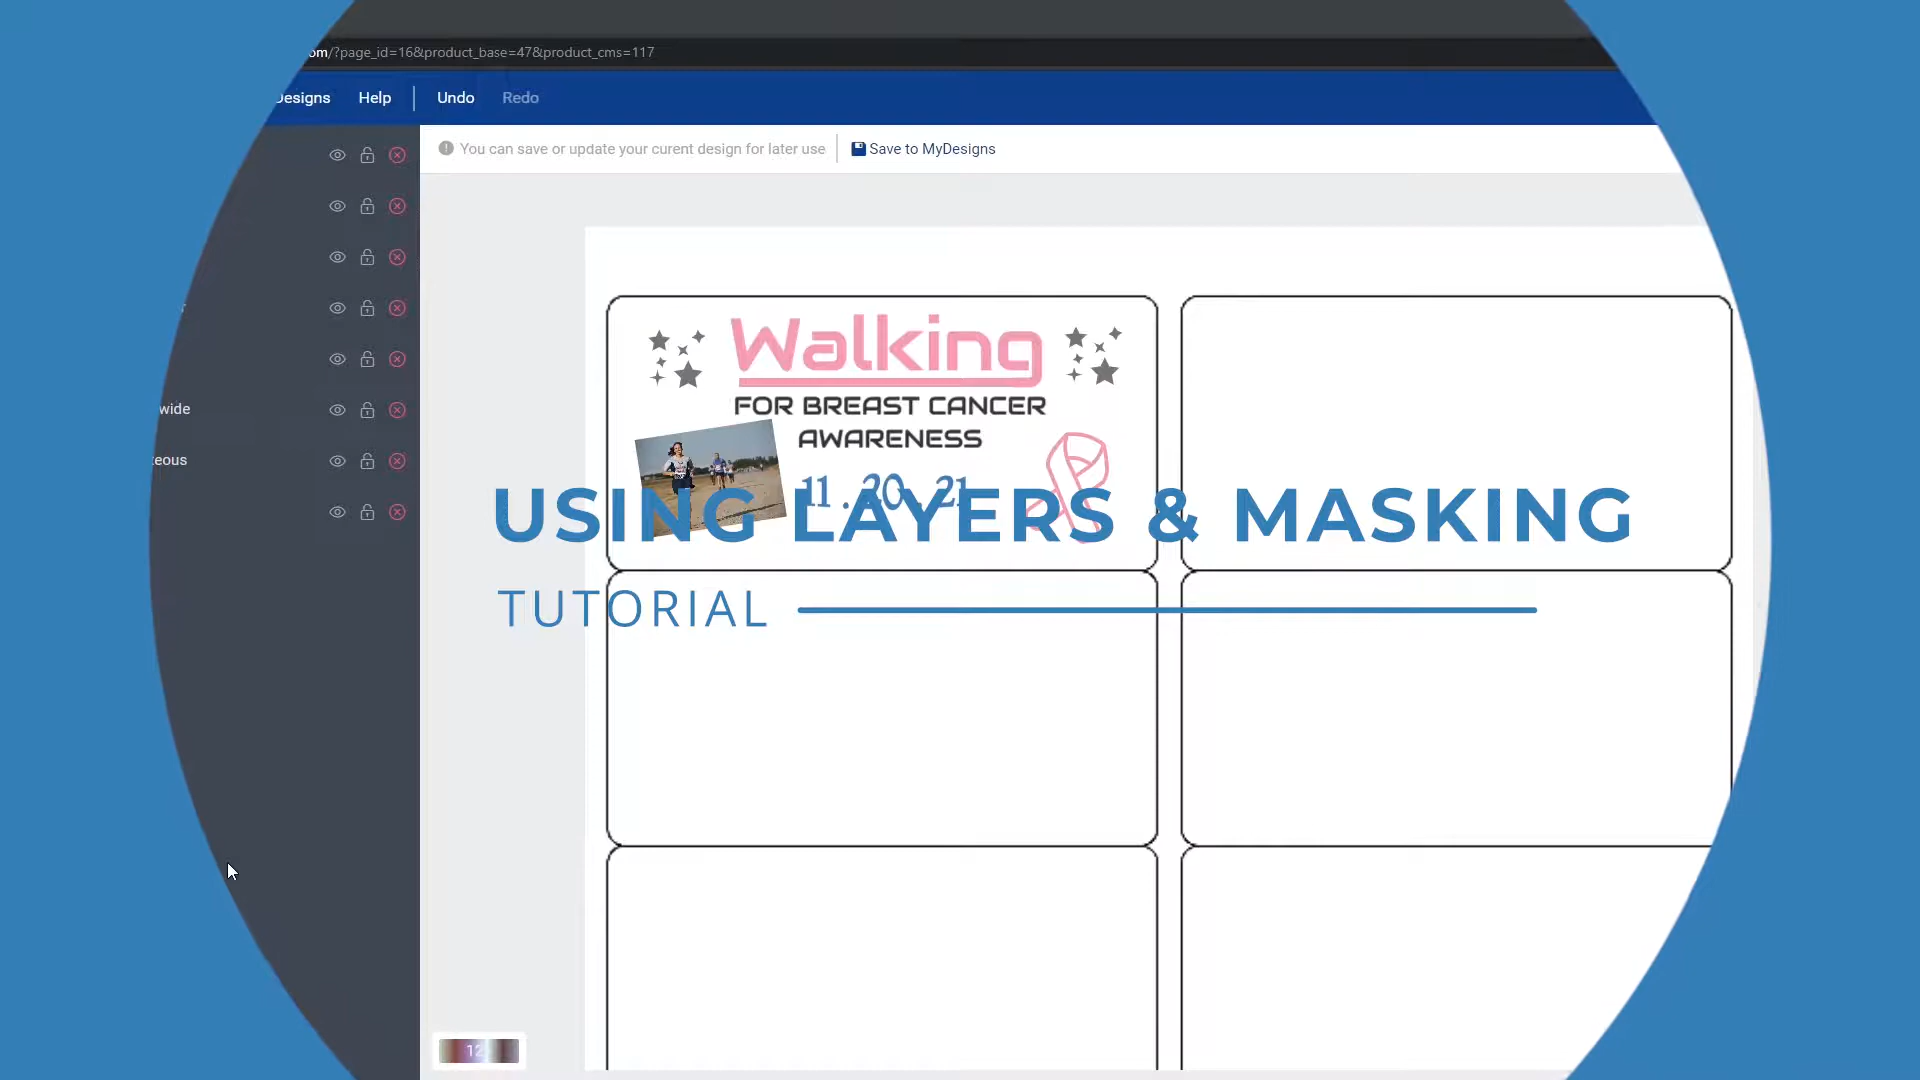 om/?page_id=16&product_base=47&product_cms=117
Designs Help Undo Redo
You can save or update your curent design for later use Save to MyDesigns
Walking
FOR BREAST CANCER
AWARENESS
wide
eous
11.20.21
USING LAYERS & MASKING
TUTORIAL
12